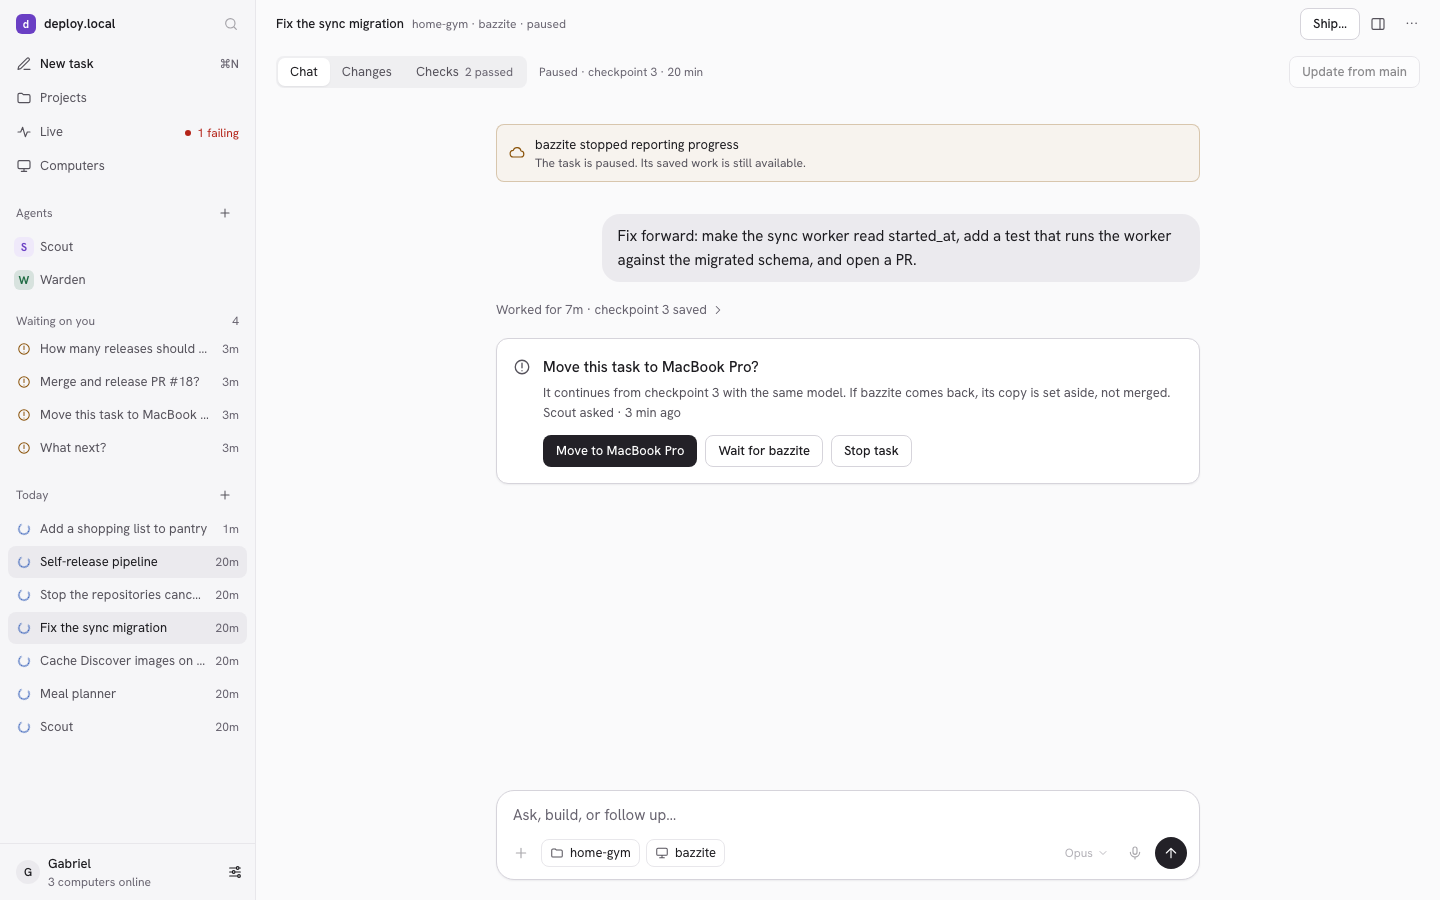 d deploy.local
New task ⌘N
Projects
Live 1 failing
Computers
Agents
S Scout
W Warden
Waiting on you 4
How many releases should ... 3m
Merge and release PR #18? 3m
Move this task to MacBook ... 3m
What next? 3m
Today
Add a shopping list to pantry 1m
Self-release pipeline 20m
Stop the repositories canc... 20m
Fix the sync migration 20m
Cache Discover images on ... 20m
Meal planner 20m
Scout 20m
G Gabriel
3 computers online
Fix the sync migration home-gym · bazzite · paused
Ship...
Chat Changes Checks 2 passed Paused · checkpoint 3 · 20 min
Update from main
bazzite stopped reporting progress
The task is paused. Its saved work is still available.
Fix forward: make the sync worker read started_at, add a test that runs the worker
against the migrated schema, and open a PR.
Worked for 7m · checkpoint 3 saved
Move this task to MacBook Pro?
It continues from checkpoint 3 with the same model. If bazzite comes back, its copy is set aside, not merged.
Scout asked · 3 min ago
Move to MacBook Pro Wait for bazzite Stop task
Ask, build, or follow up...
home-gym bazzite Opus